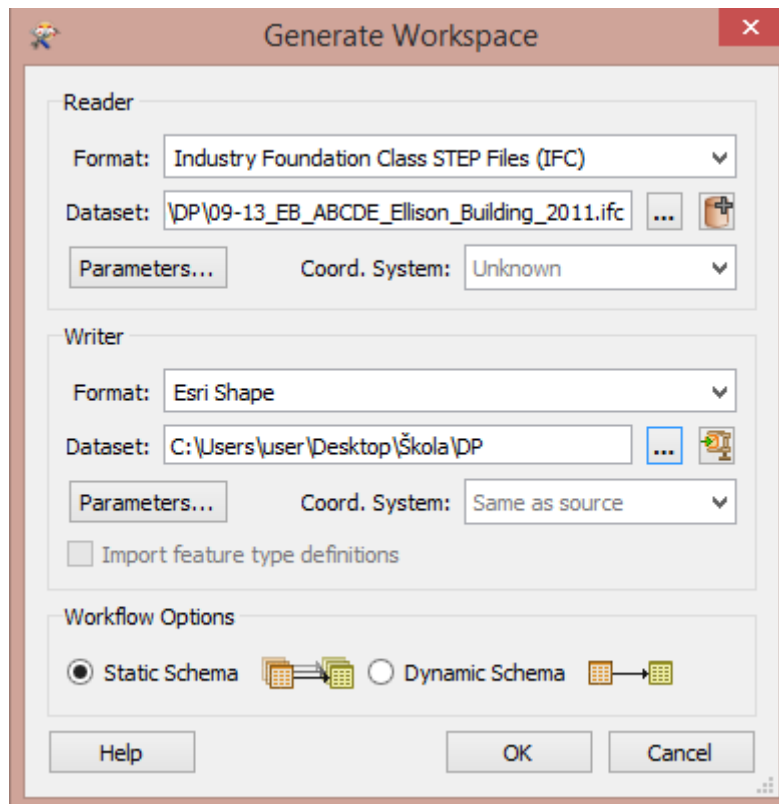 Generate Workspace
Reader
Format: Industry Foundation Class STEP Files (IFC)
Dataset: \DP\09-13_EB_ABCDE_Ellison_Building_2011.ifc ...
Parameters... Coord. System: Unknown
Writer
Format: Esri Shape
Dataset: C:\Users\user\Desktop\Škola\DP ...
Parameters... Coord. System: Same as source
Import feature type definitions
Workflow Options
Static Schema Dynamic Schema
Help OK Cancel